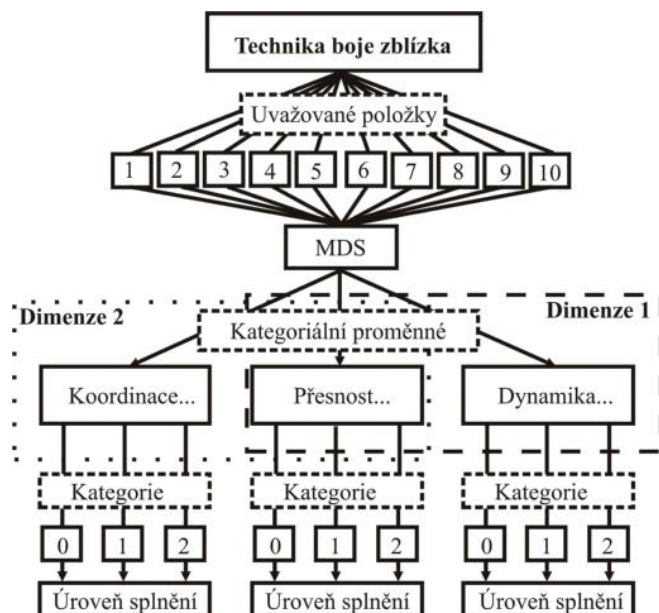 Technika boje zblízka
Uvažované položky
1 2 3 4 5 6 7 8 9 10
MDS
Dimenze 2 Dimenze 1
Kategoriální proměnné
Koordinace... Přesnost... Dynamika...
Kategorie Kategorie Kategorie
0 1 2 0 1 2 0 1 2
Úroveň splnění Úroveň splnění Úroveň splnění